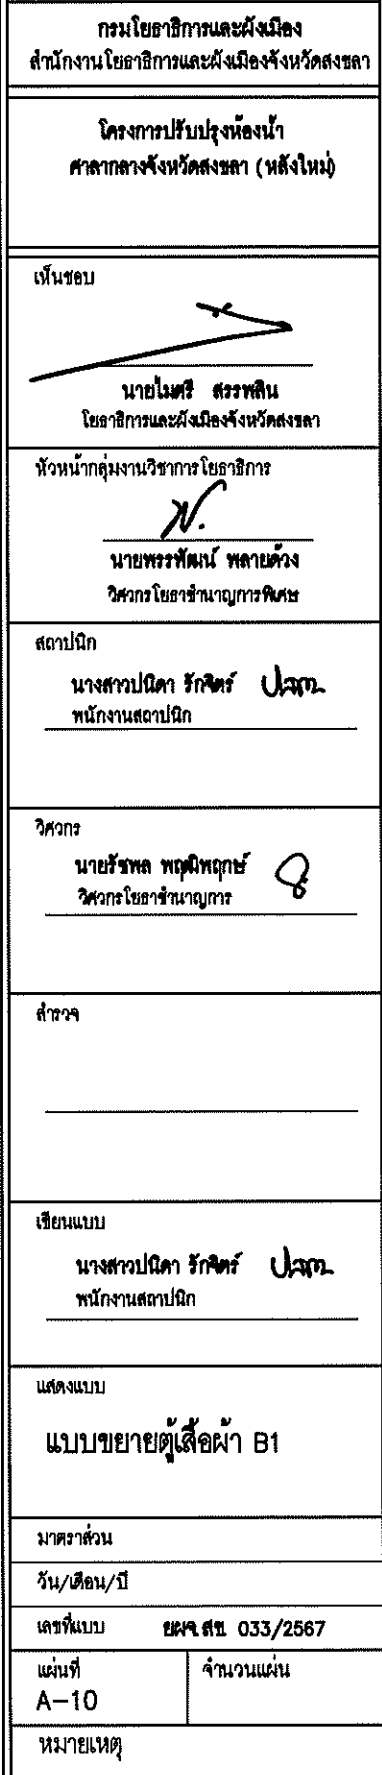 กรมโยธาธิการและผังเมือง
สำนักงานโยธาธิการและผังเมืองจังหวัดสงขลา
โครงการปรับปรุงห้องน้ำ
ศาลากลางจังหวัดสงขลา (หลังใหม่)
เห็นชอบ
นายไมตรี สรรพสิน
โยธาธิการและผังเมืองจังหวัดสงขลา
หัวหน้ากลุ่มงานวิชาการโยธาธิการ
นายพรรพัฒน์ พลายด้วง
วิศวกรโยธาชำนาญการพิเศษ
สถาปนิก
นางสาวปนิดา รักจิตร์
พนักงานสถาปนิก
วิศวกร
นายรัชพล พฤฒิพฤกษ์
วิศวกรโยธาชำนาญการ
สำรวจ
เขียนแบบ
นางสาวปนิดา รักจิตร์
พนักงานสถาปนิก
แสดงแบบ
แบบขยายตู้เสื้อผ้า B1
มาตราส่วน
วัน/เดือน/ปี
เลขที่แบบ ยผจ.สข. 033/2567
แผ่นที่ จำนวนแผ่น
A-10
หมายเหตุ